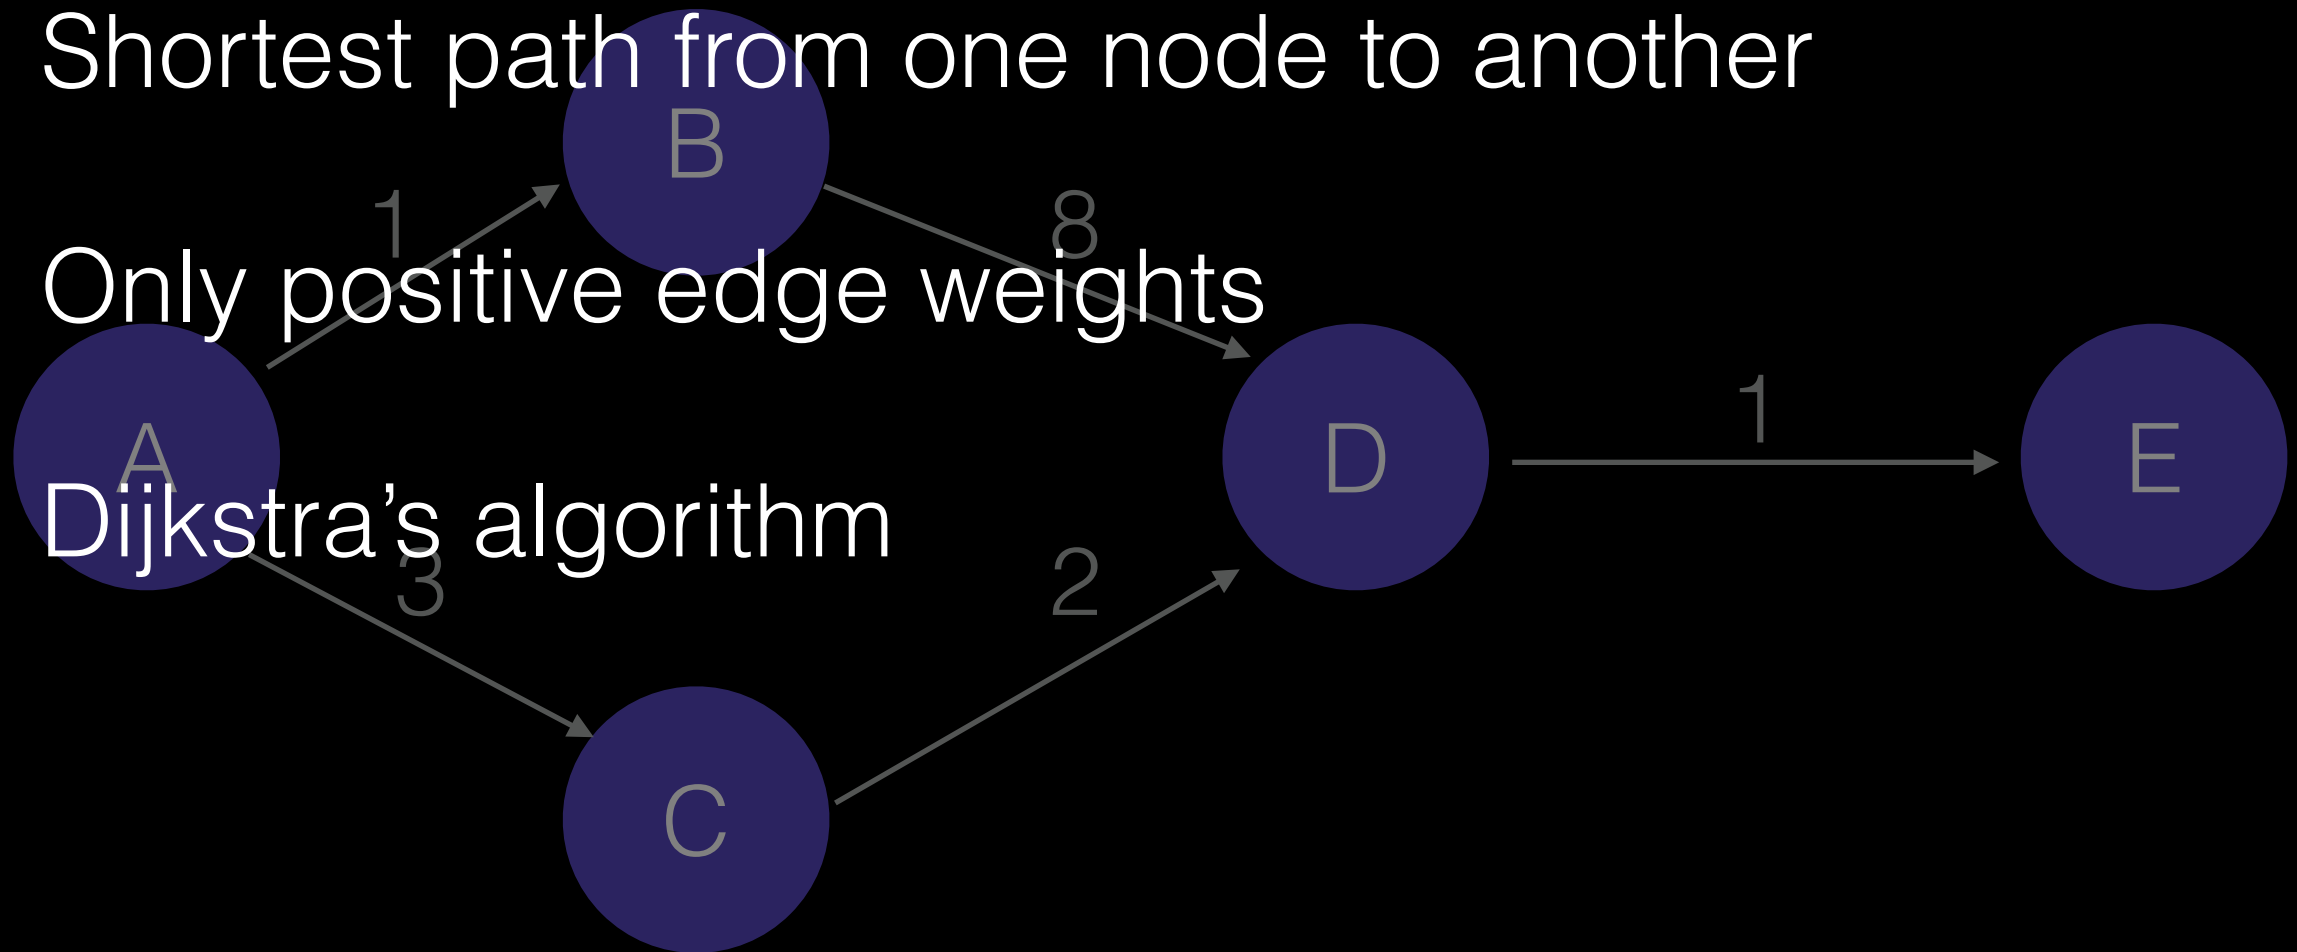 Shortest path from one node to another
B
1
8
Only positive edge weights
1
A
D
E
Dijkstra’s algorithm
3
2
C